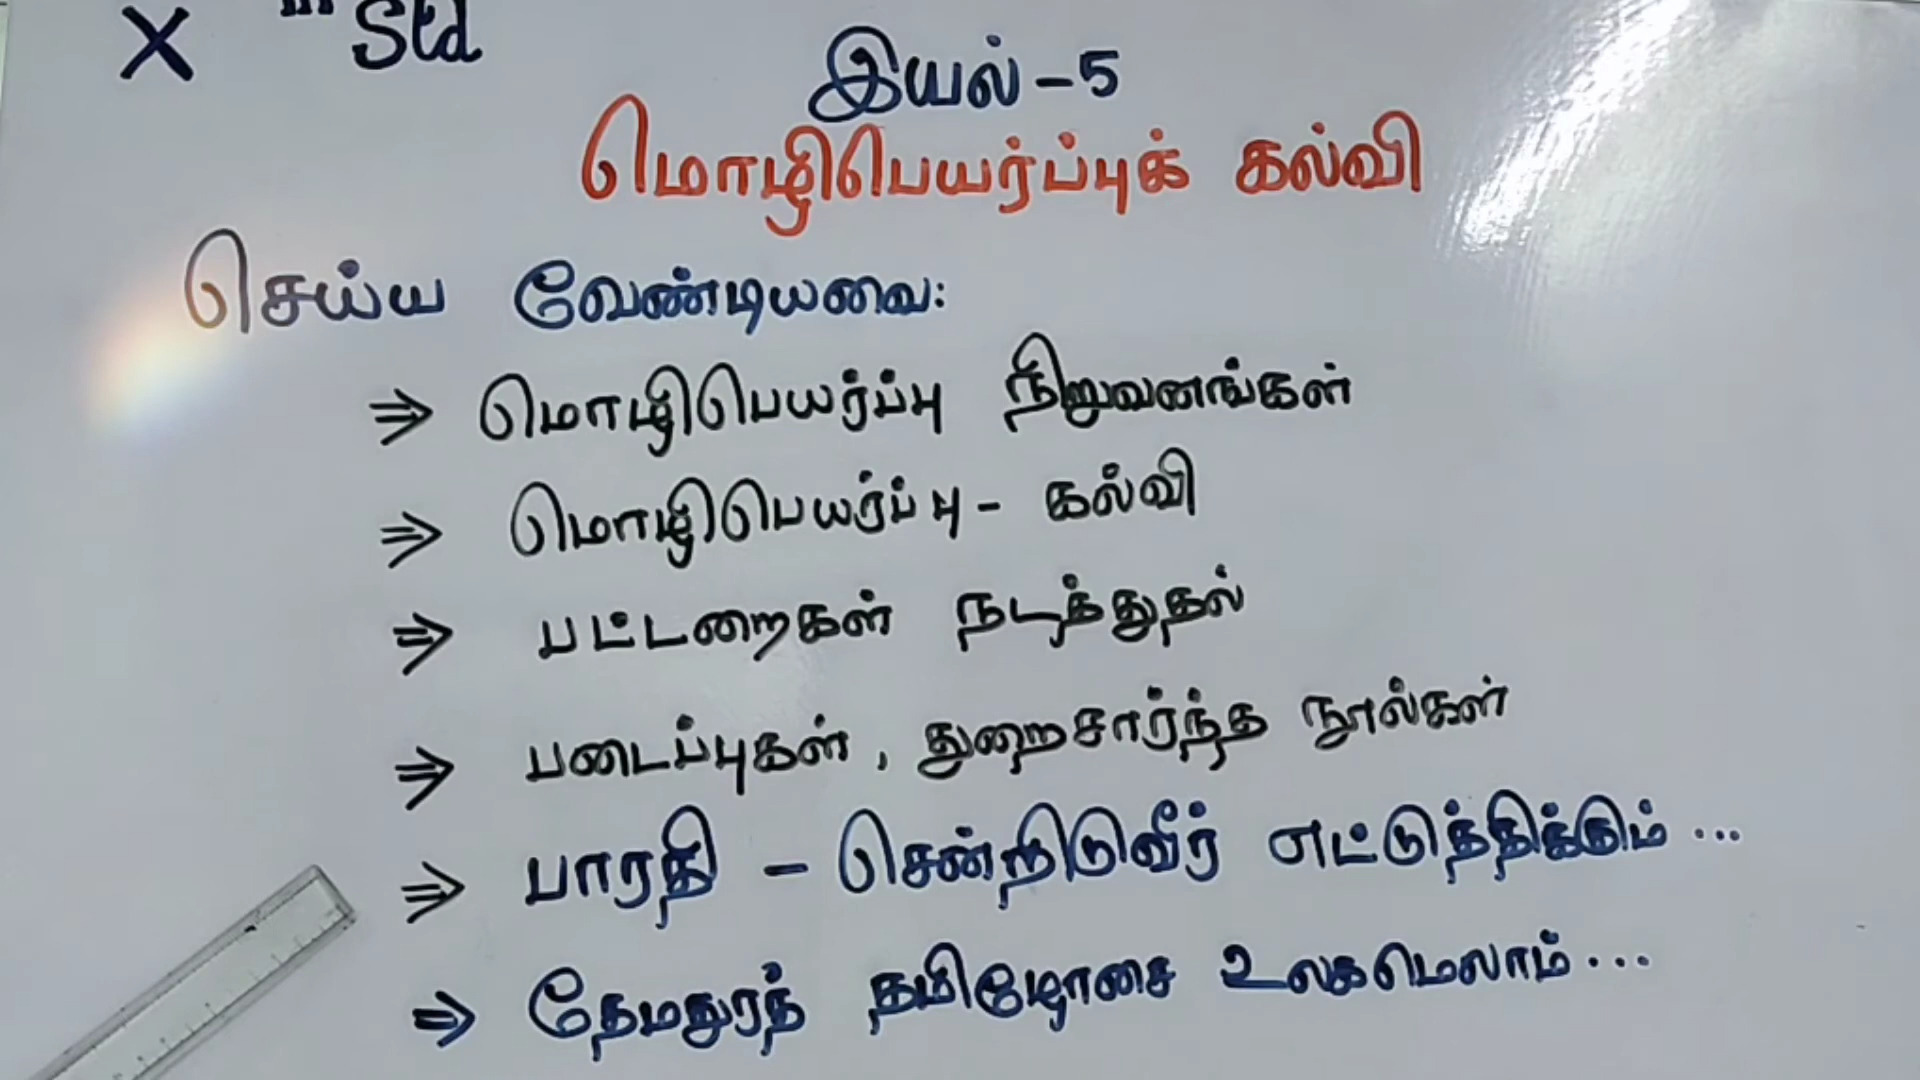 X th Std
இயல் - 5
மொழிபெயர்ப்புக் கல்வி
செய்ய வேண்டியவை:
⇒ மொழிபெயர்ப்பு நிறுவனங்கள்
⇒ மொழிபெயர்ப்பு - கல்வி
⇒ பட்டறைகள் நடத்துதல்
⇒ படைப்புகள், துறைசார்ந்த நூல்கள்
⇒ பாரதி - சென்றிடுவீர் எட்டுத்திக்கும் ...
⇒ தேமதுரத் தமிழோசை உலகமெலாம் ...